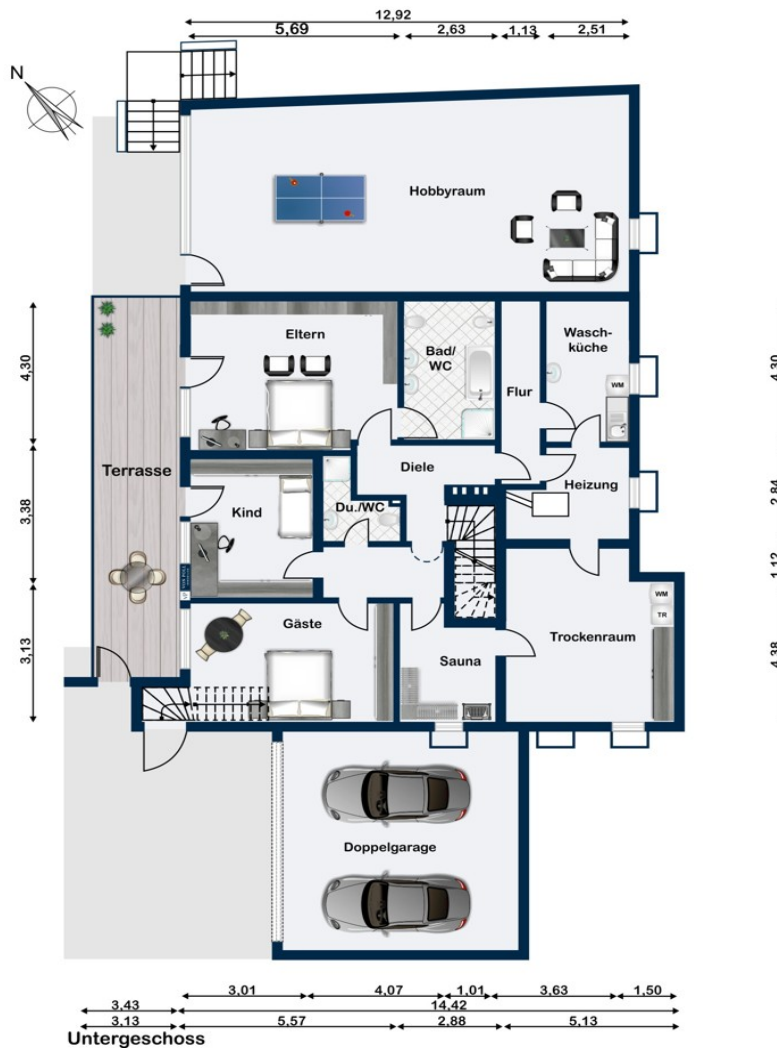 12,92
5,69 2,63 1,13 2,51
N
Hobbyraum
4,30
Eltern
Bad/
WC
Wasch-
küche
WM
Flur
4,30
Terrasse
3,38
Kind
Du./WC
Diele
Heizung
2,84
1,12
3,13
Gäste
Sauna
Trockenraum
WM
TR
4,38
Doppelgarage
3,01 4,07 1,01 3,63 1,50
3,43 14,42
3,13 5,57 2,88 5,13
Untergeschoss